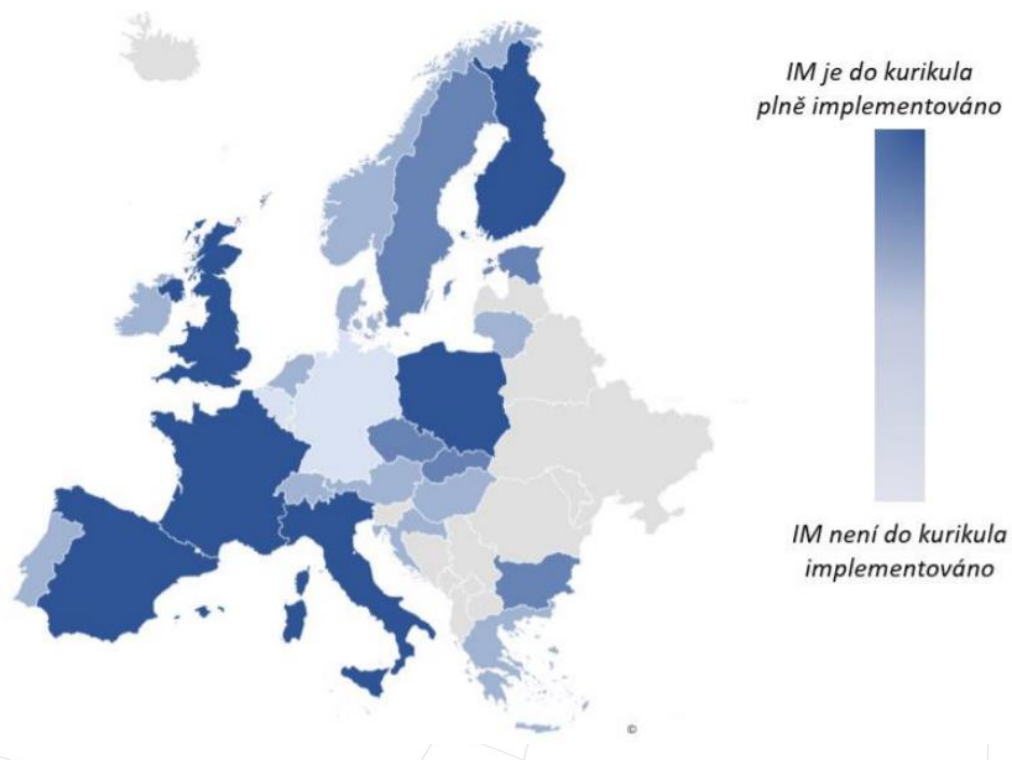 IM je do kurikula
plně implementováno
IM není do kurikula
implementováno
©